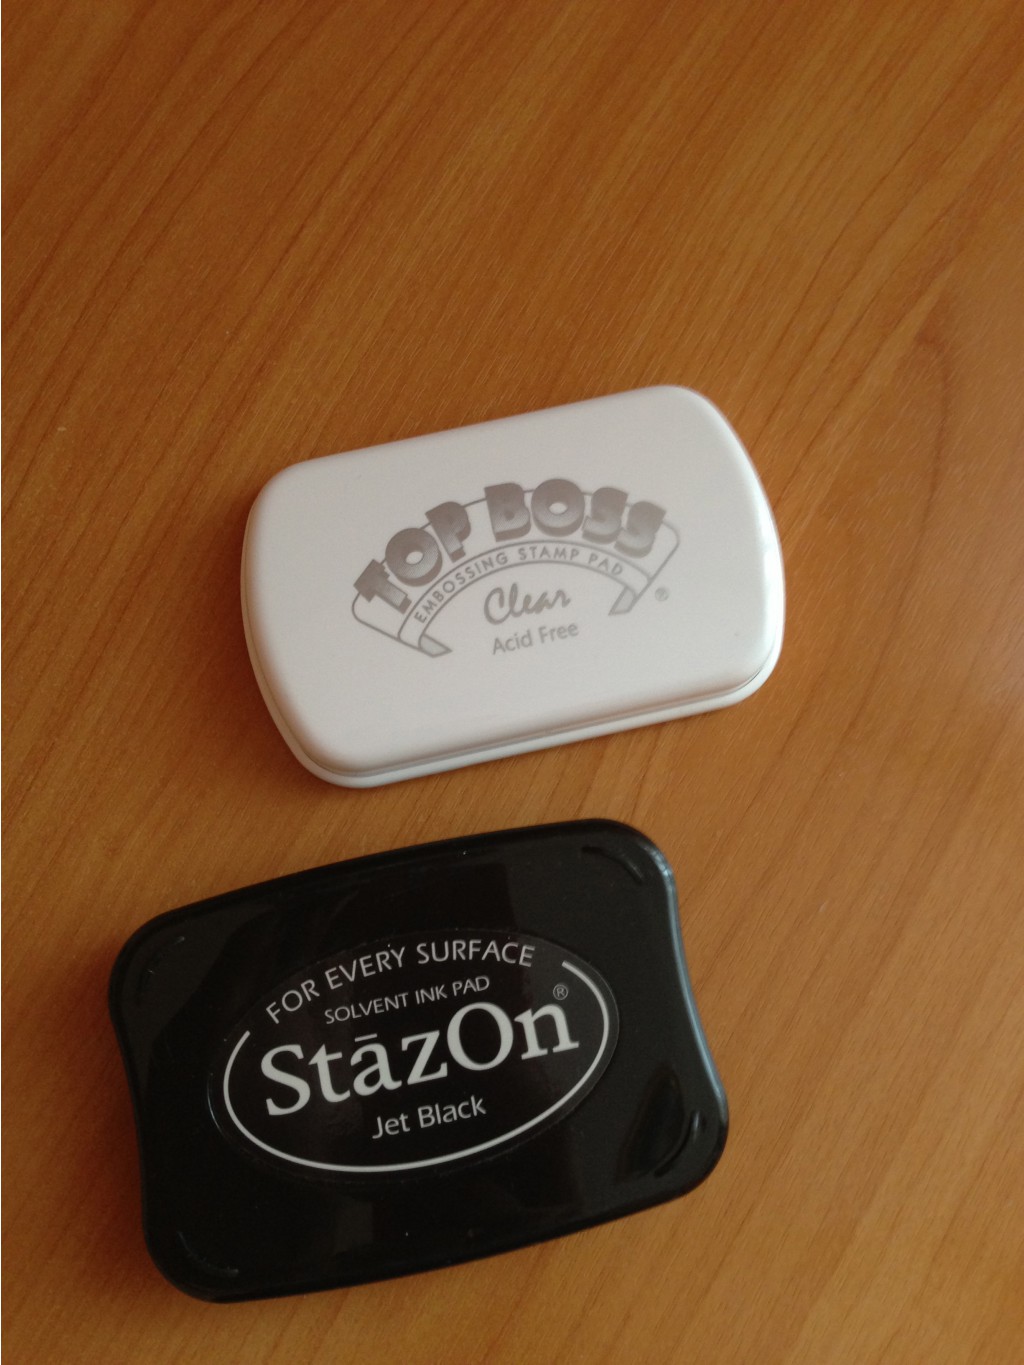 TOP BOSS
EMBOSSING STAMP PAD
®
Clear
Acid Free
FOR EVERY SURFACE
SOLVENT INK PAD
®
StāzOn
Jet Black